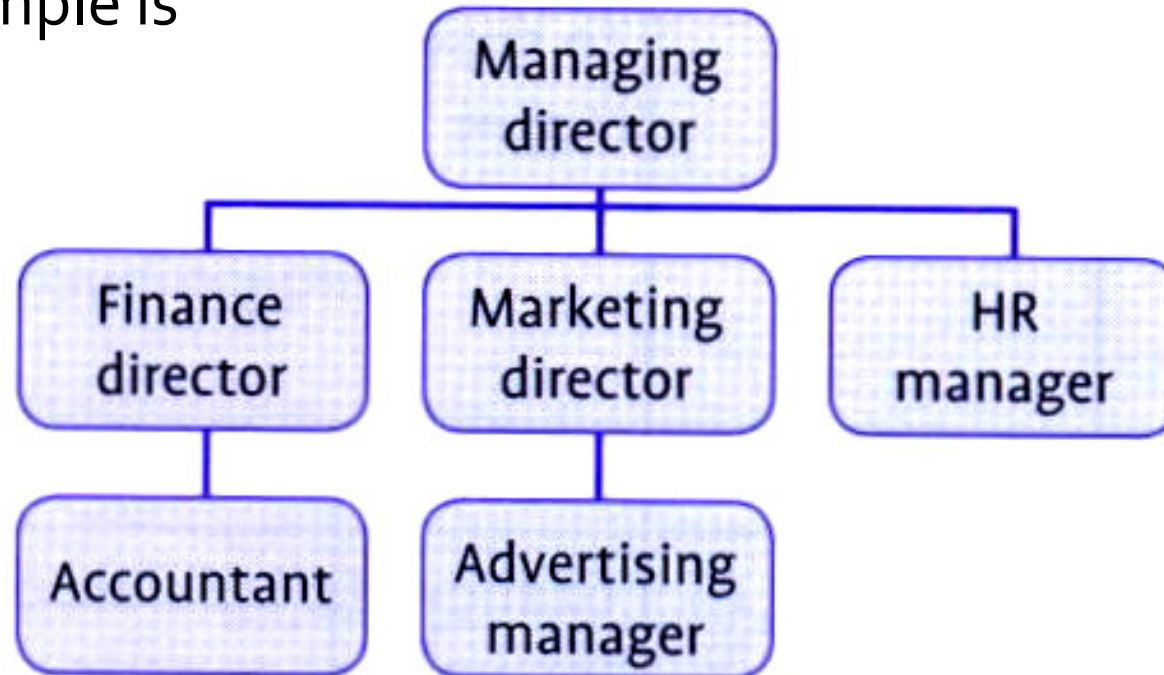 mple is
Managing
director
Finance
director
Marketing
director
HR
manager
Accountant
Advertising
manager